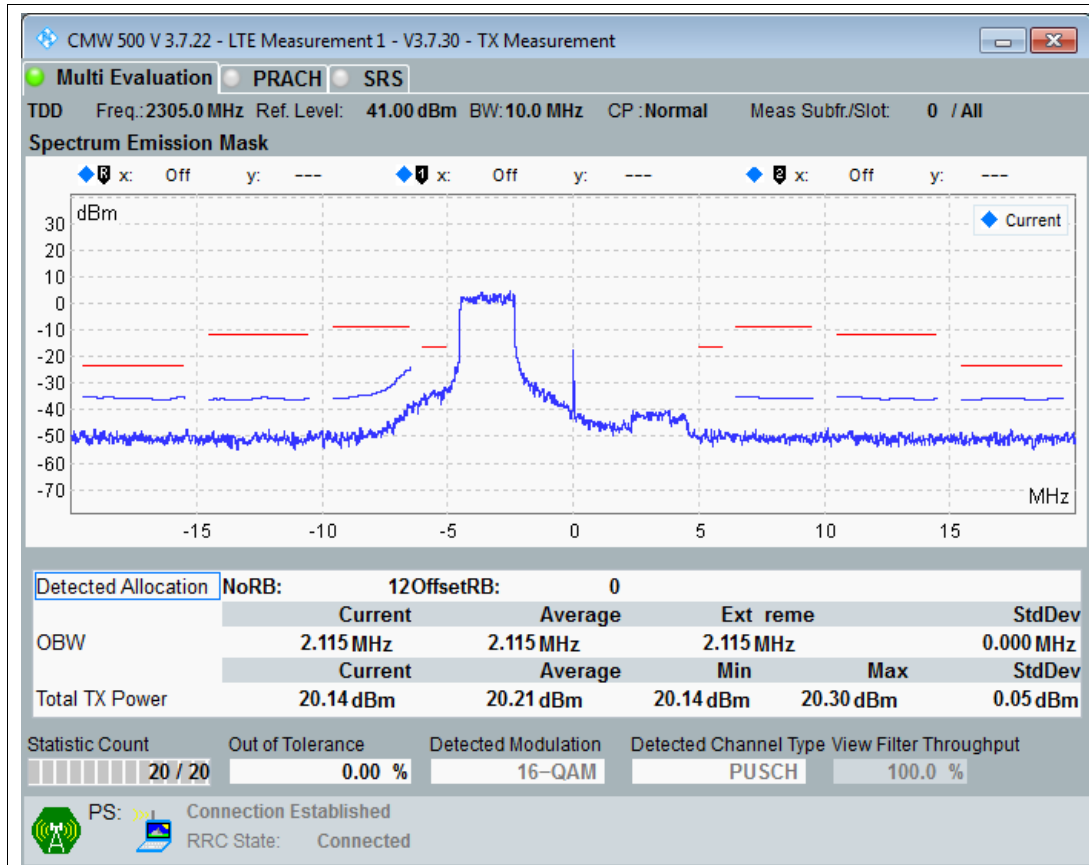 CMW 500 V 3.7.22 - LTE Measurement 1 - V3.7.30 - TX Measurement
Multi Evaluation PRACH SRS
TDD Freq.: 2305.0 MHz Ref. Level: 41.00 dBm BW: 10.0 MHz CP : Normal Meas Subfr./Slot: 0 / All
Spectrum Emission Mask
R x: Off y: --- 1 x: Off y: --- 2 x: Off y: ---
dBm
Current
30
20
10
0
-10
-20
-30
-40
-50
-60
-70
MHz
-15 -10 -5 0 5 10 15
Detected Allocation NoRB: 12 OffsetRB: 0
Current Average Ext reme StdDev
OBW 2.115 MHz 2.115 MHz 2.115 MHz 0.000 MHz
Current Average Min Max StdDev
Total TX Power 20.14 dBm 20.21 dBm 20.14 dBm 20.30 dBm 0.05 dBm
Statistic Count Out of Tolerance Detected Modulation Detected Channel Type View Filter Throughput
20 / 20 0.00 % 16-QAM PUSCH 100.0 %
PS: Connection Established
RRC State: Connected